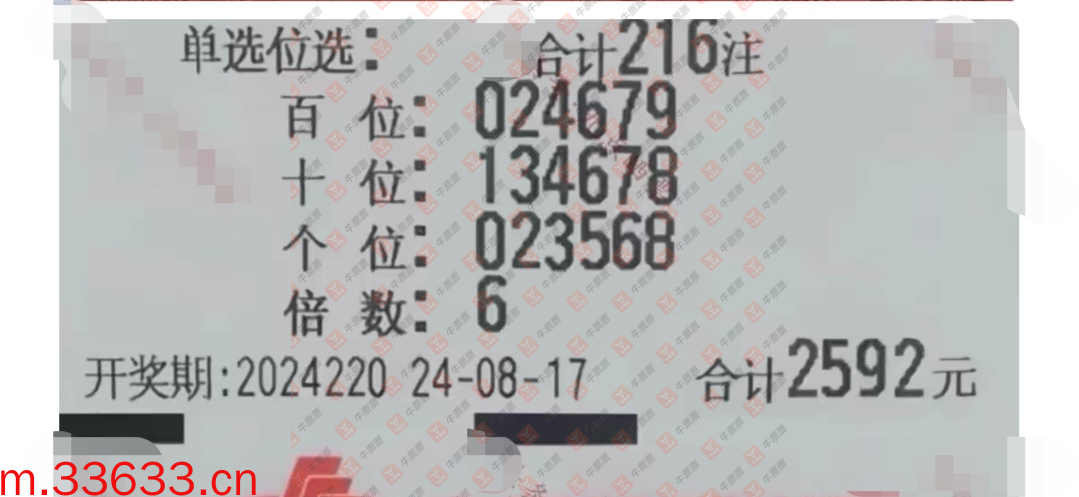 单选位选: 合计216注
百 位: 024679
十 位: 134678
个 位: 023568
倍 数: 6
开奖期:2024220 24-08-17 合计2592元
m.33633.cn